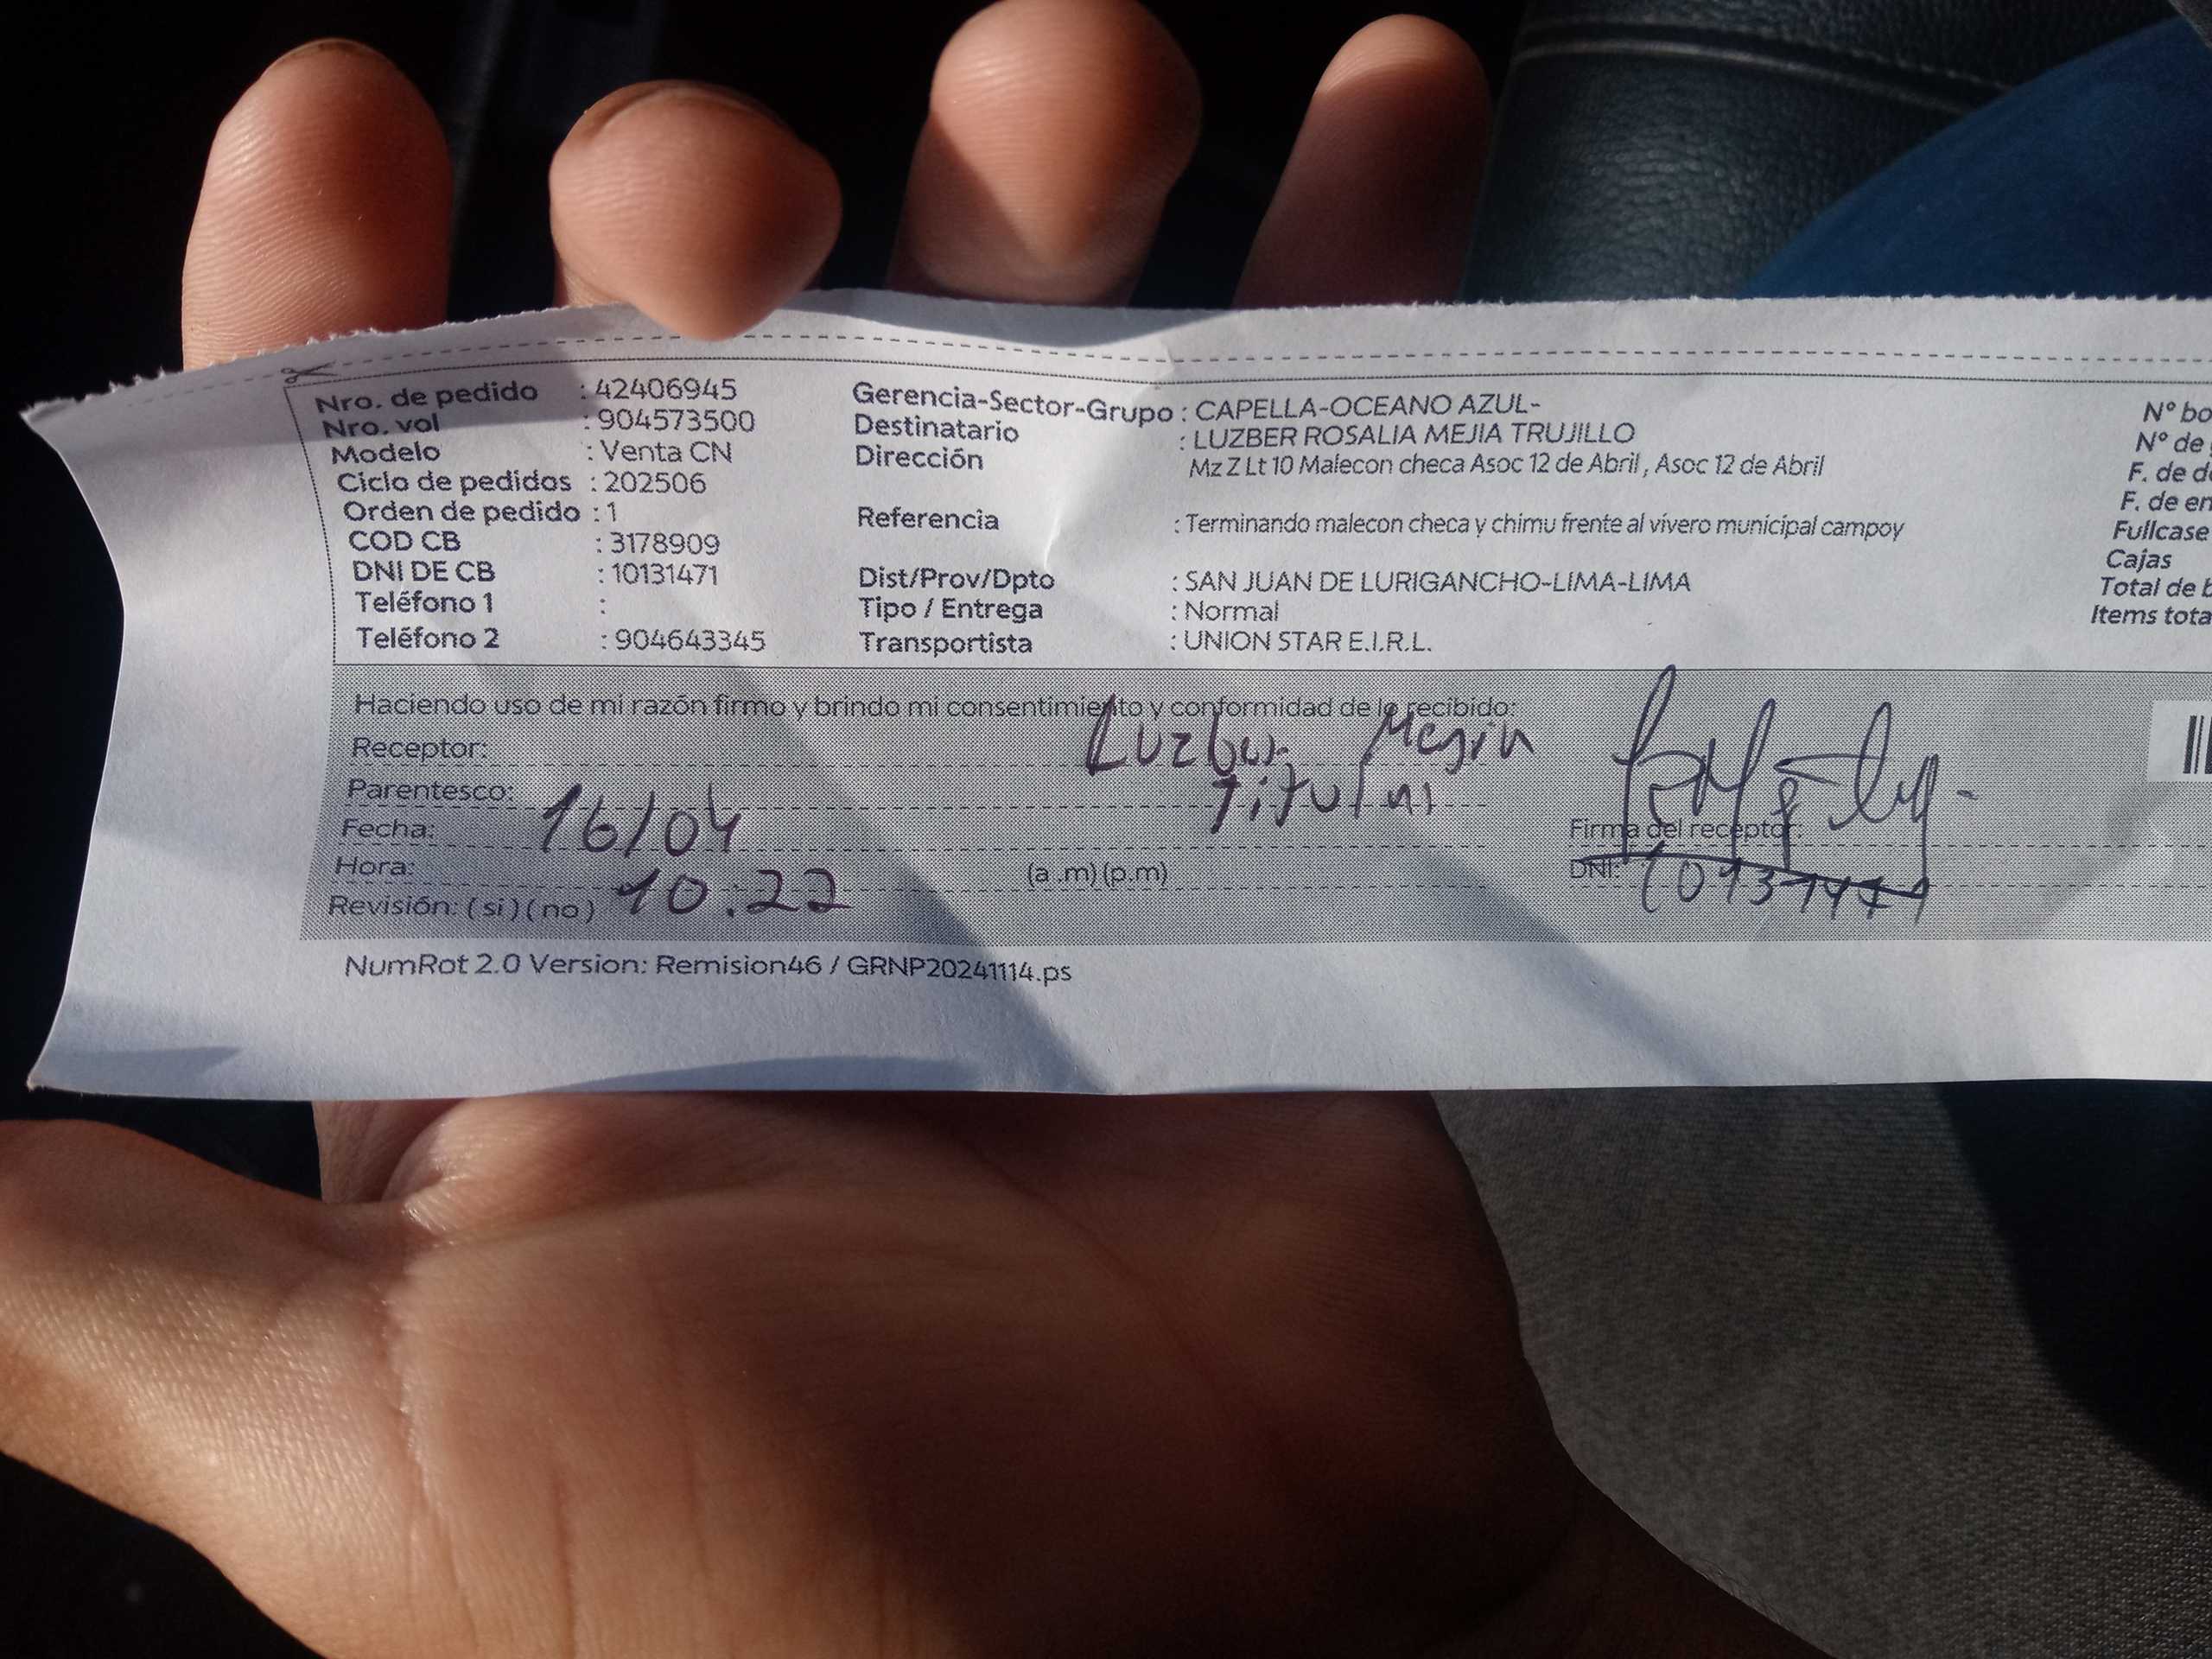 Nro. de pedido : 42406945
Nro. vol : 904573500
Modelo : Venta CN
Ciclo de pedidos : 202506
Orden de pedido : 1
COD CB : 3178909
DNI DE CB : 10131471
Teléfono 1 :
Teléfono 2 : 904643345
Gerencia-Sector-Grupo : CAPELLA-OCEANO AZUL-
Destinatario : LUZBER ROSALIA MEJIA TRUJILLO
Dirección Mz Z Lt 10 Malecon checa Asoc 12 de Abril , Asoc 12 de Abril
Referencia : Terminando malecon checa y chimu frente al vivero municipal campoy
Dist/Prov/Dpto : SAN JUAN DE LURIGANCHO-LIMA-LIMA
Tipo / Entrega : Normal
Transportista : UNION STAR E.I.R.L.
N° bo
N° de
F. de de
F. de en
Fullcase
Cajas
Total de b
Items tota
Haciendo uso de mi razón firmo y brindo mi consentimiento y conformidad de lo recibido:
Receptor: Luzber
Parentesco:
Fecha: 16/04
Hora: 10:22 (a .m) (p.m)
Revisión: ( si ) ( no )
Firma del receptor:
DNI:
NumRot 2.0 Version: Remision46 / GRNP20241114.ps